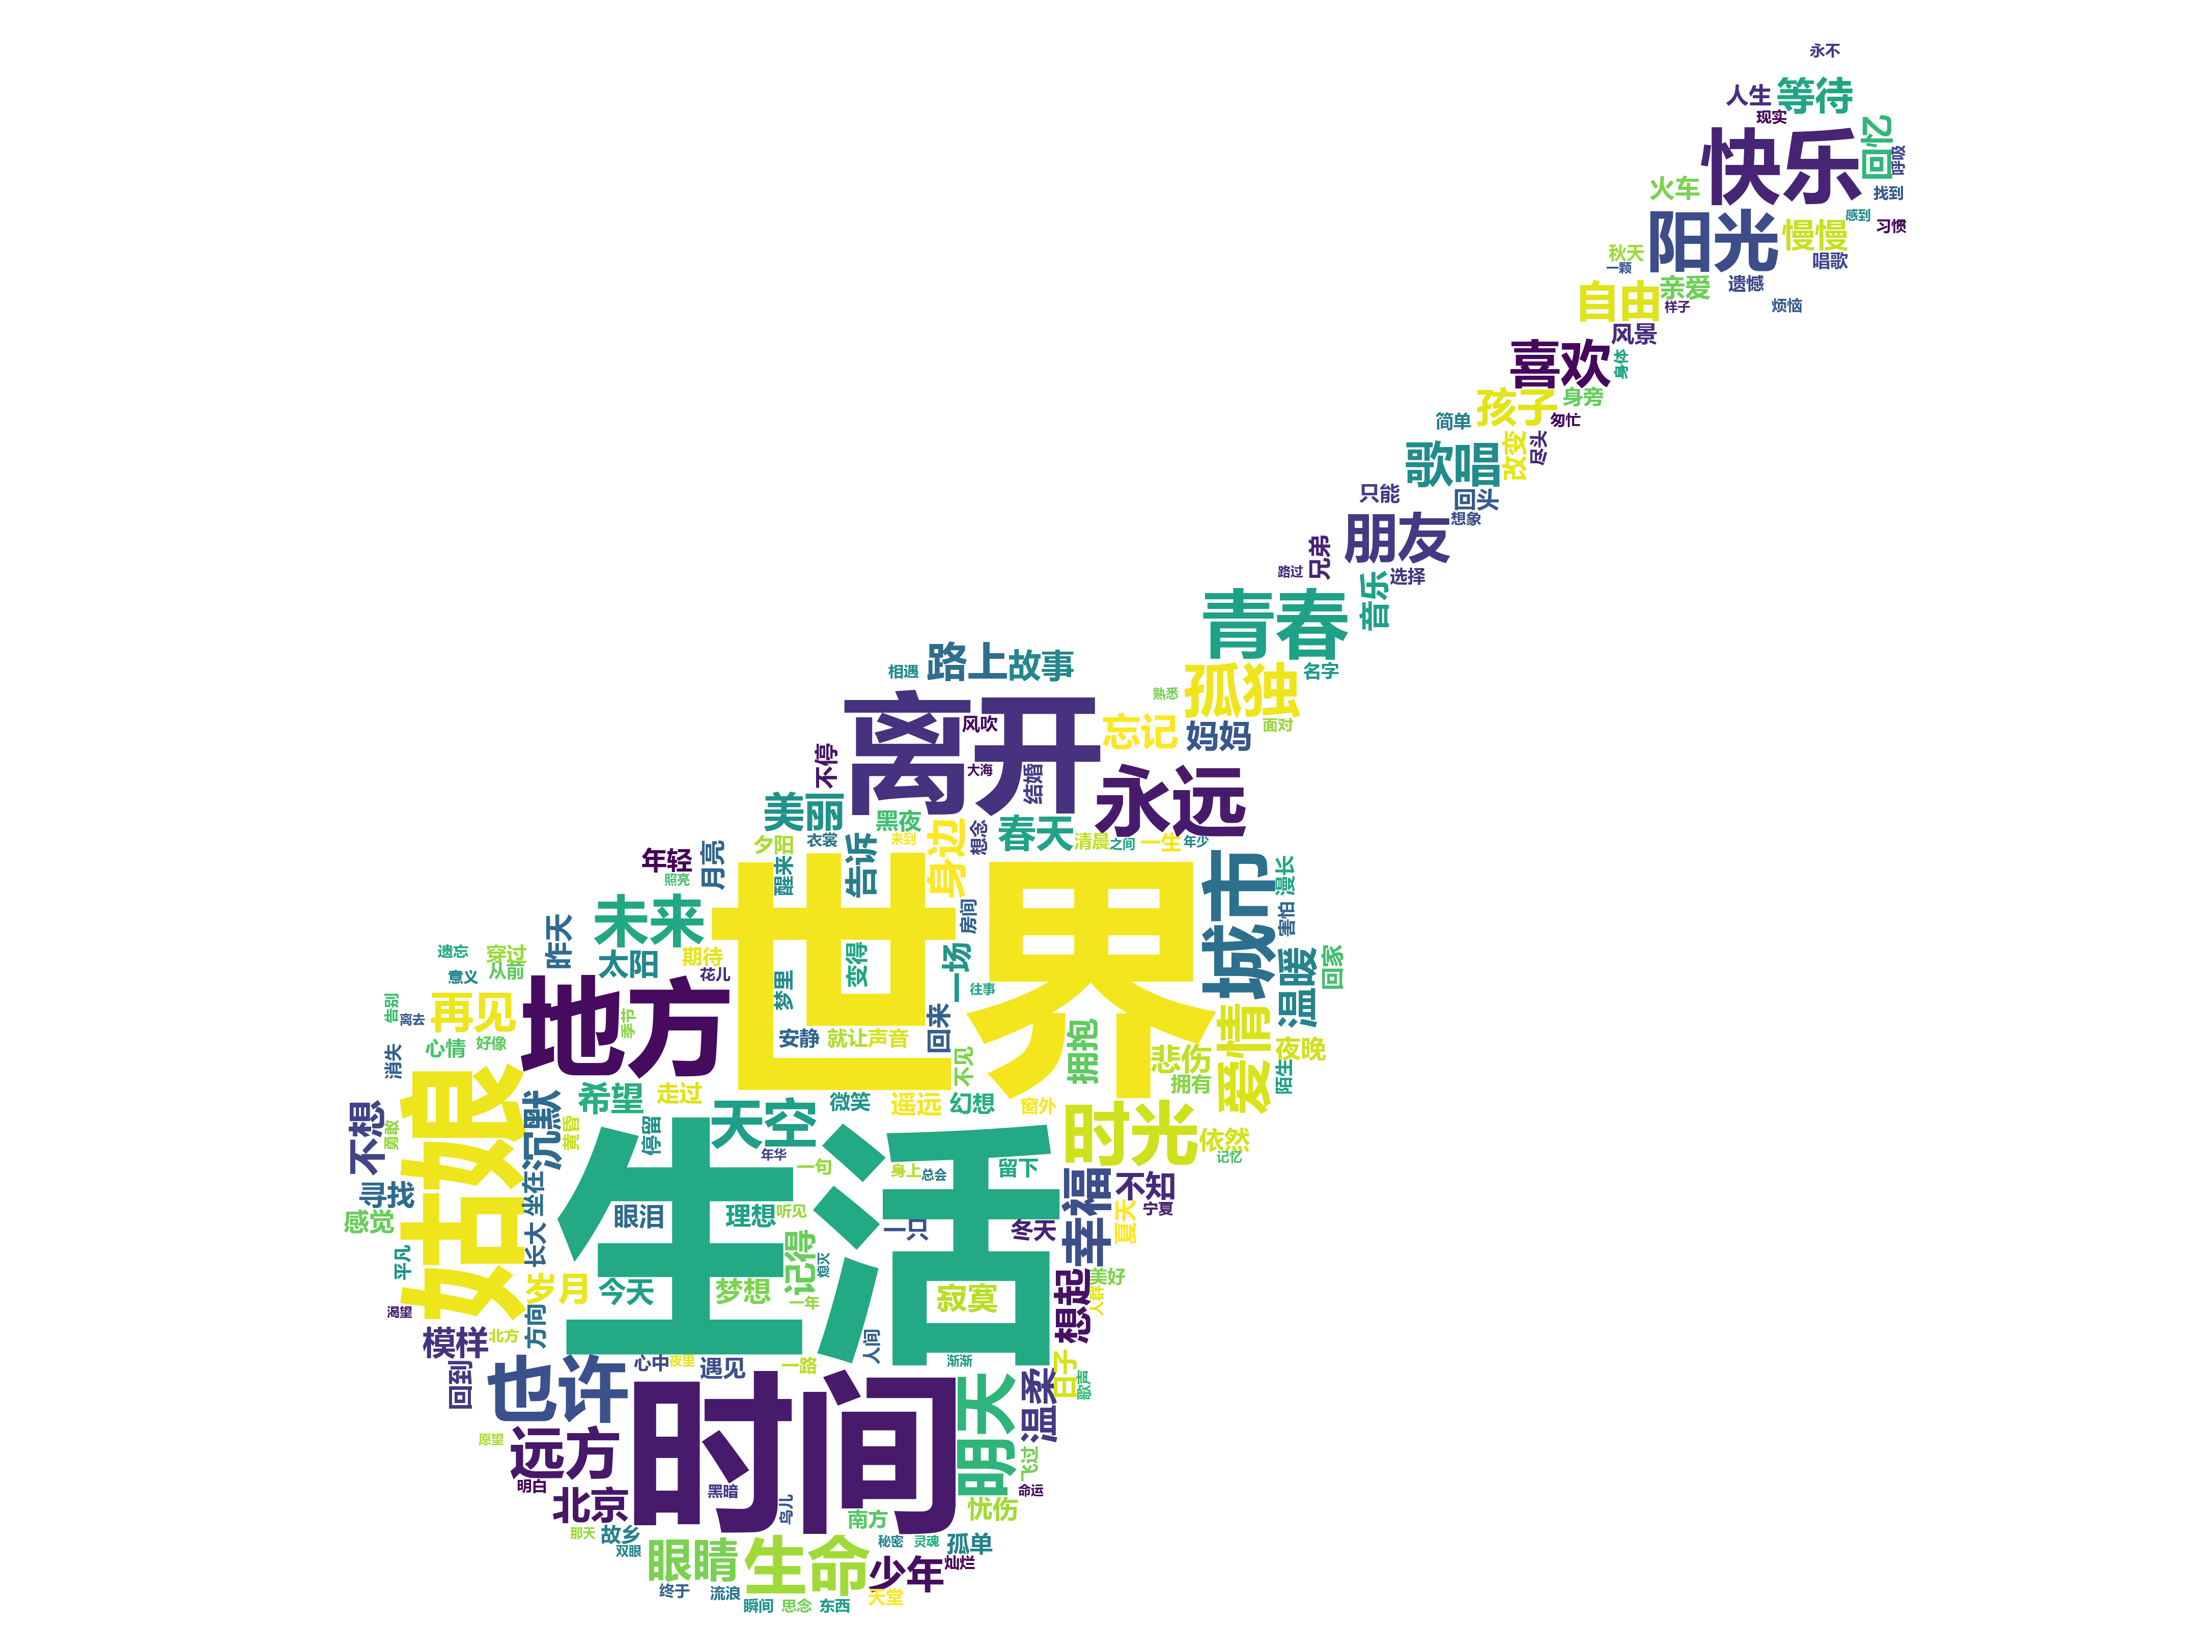 永不
人生
等待
现实
快乐
回忆
呼吸
火车
找到
阳光
慢慢
感到
习惯
秋天
一颗
唱歌
亲爱
遗憾
自由
样子
烦恼
风景
喜欢
身体
孩子
身旁
简单
匆忙
歌唱
改变
尽头
只能
回头
朋友
想象
兄弟
路过
选择
音乐
青春
路上
故事
相遇
孤独
名字
熟悉
离开
风吹
忘记
妈妈
面对
不停
大海
结婚
永远
美丽
黑夜
身边
想念
春天
夕阳
衣裳
告诉
来到
清晨
之间
一生
年少
年轻
月亮
照亮
醒来
世界
城市
漫长
未来
昨天
房间
害怕
遗忘
穿过
太阳
期待
变得
一场
温暖
回家
意义
从前
花儿
梦里
往事
地方
再见
告别
离去
季节
安静
就让
声音
回来
拥抱
爱情
心情
好像
消失
不见
悲伤
夜晚
拥有
陌生
姑娘
希望
走过
天空
微笑
遥远
幻想
窗外
时光
不想
勇敢
沉默
黄昏
停留
年华
依然
记忆
生活
一句
身上
总会
留下
幸福
不知
寻找
坐在
感觉
眼泪
理想
听见
一只
冬天
夏天
宁夏
长大
平凡
记得
熄灭
岁月
今天
梦想
一年
寂寞
想起
美好
人群
渴望
模样
北方
方向
人间
回到
也许
心中
夜里
遇见
一路
渐渐
日子
歌声
时间
明天
温柔
愿望
远方
明白
飞过
命运
北京
黑暗
鸟儿
南方
忧伤
那天
故乡
双眼
秘密
灵魂
孤单
眼睛
生命
少年
灿烂
终于
流浪
天堂
瞬间
思念
东西